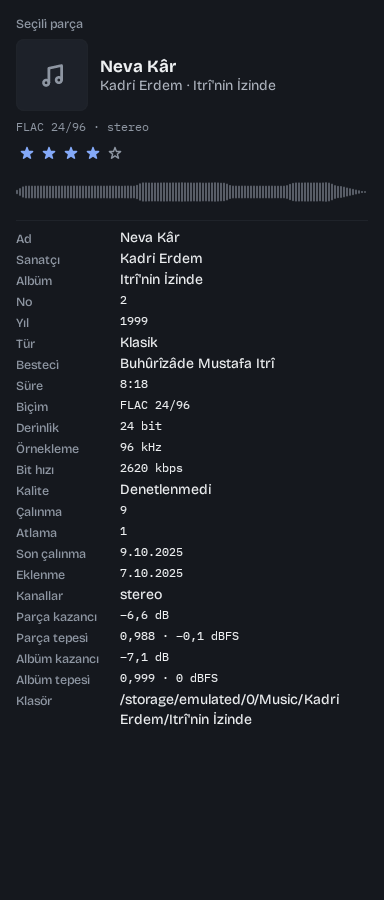 Seçili parça
Neva Kâr
Kadri Erdem · Itrî'nin İzinde
FLAC 24/96 · stereo
Ad Neva Kâr
Sanatçı Kadri Erdem
Albüm Itrî'nin İzinde
No 2
Yıl 1999
Tür Klasik
Besteci Buhûrîzâde Mustafa Itrî
Süre 8:18
Biçim FLAC 24/96
Derinlik 24 bit
Örnekleme 96 kHz
Bit hızı 2620 kbps
Kalite Denetlenmedi
Çalınma 9
Atlama 1
Son çalınma 9.10.2025
Eklenme 7.10.2025
Kanallar stereo
Parça kazancı −6,6 dB
Parça tepesi 0,988 · −0,1 dBFS
Albüm kazancı −7,1 dB
Albüm tepesi 0,999 · 0 dBFS
Klasör /storage/emulated/0/Music/Kadri
Erdem/Itrî'nin İzinde